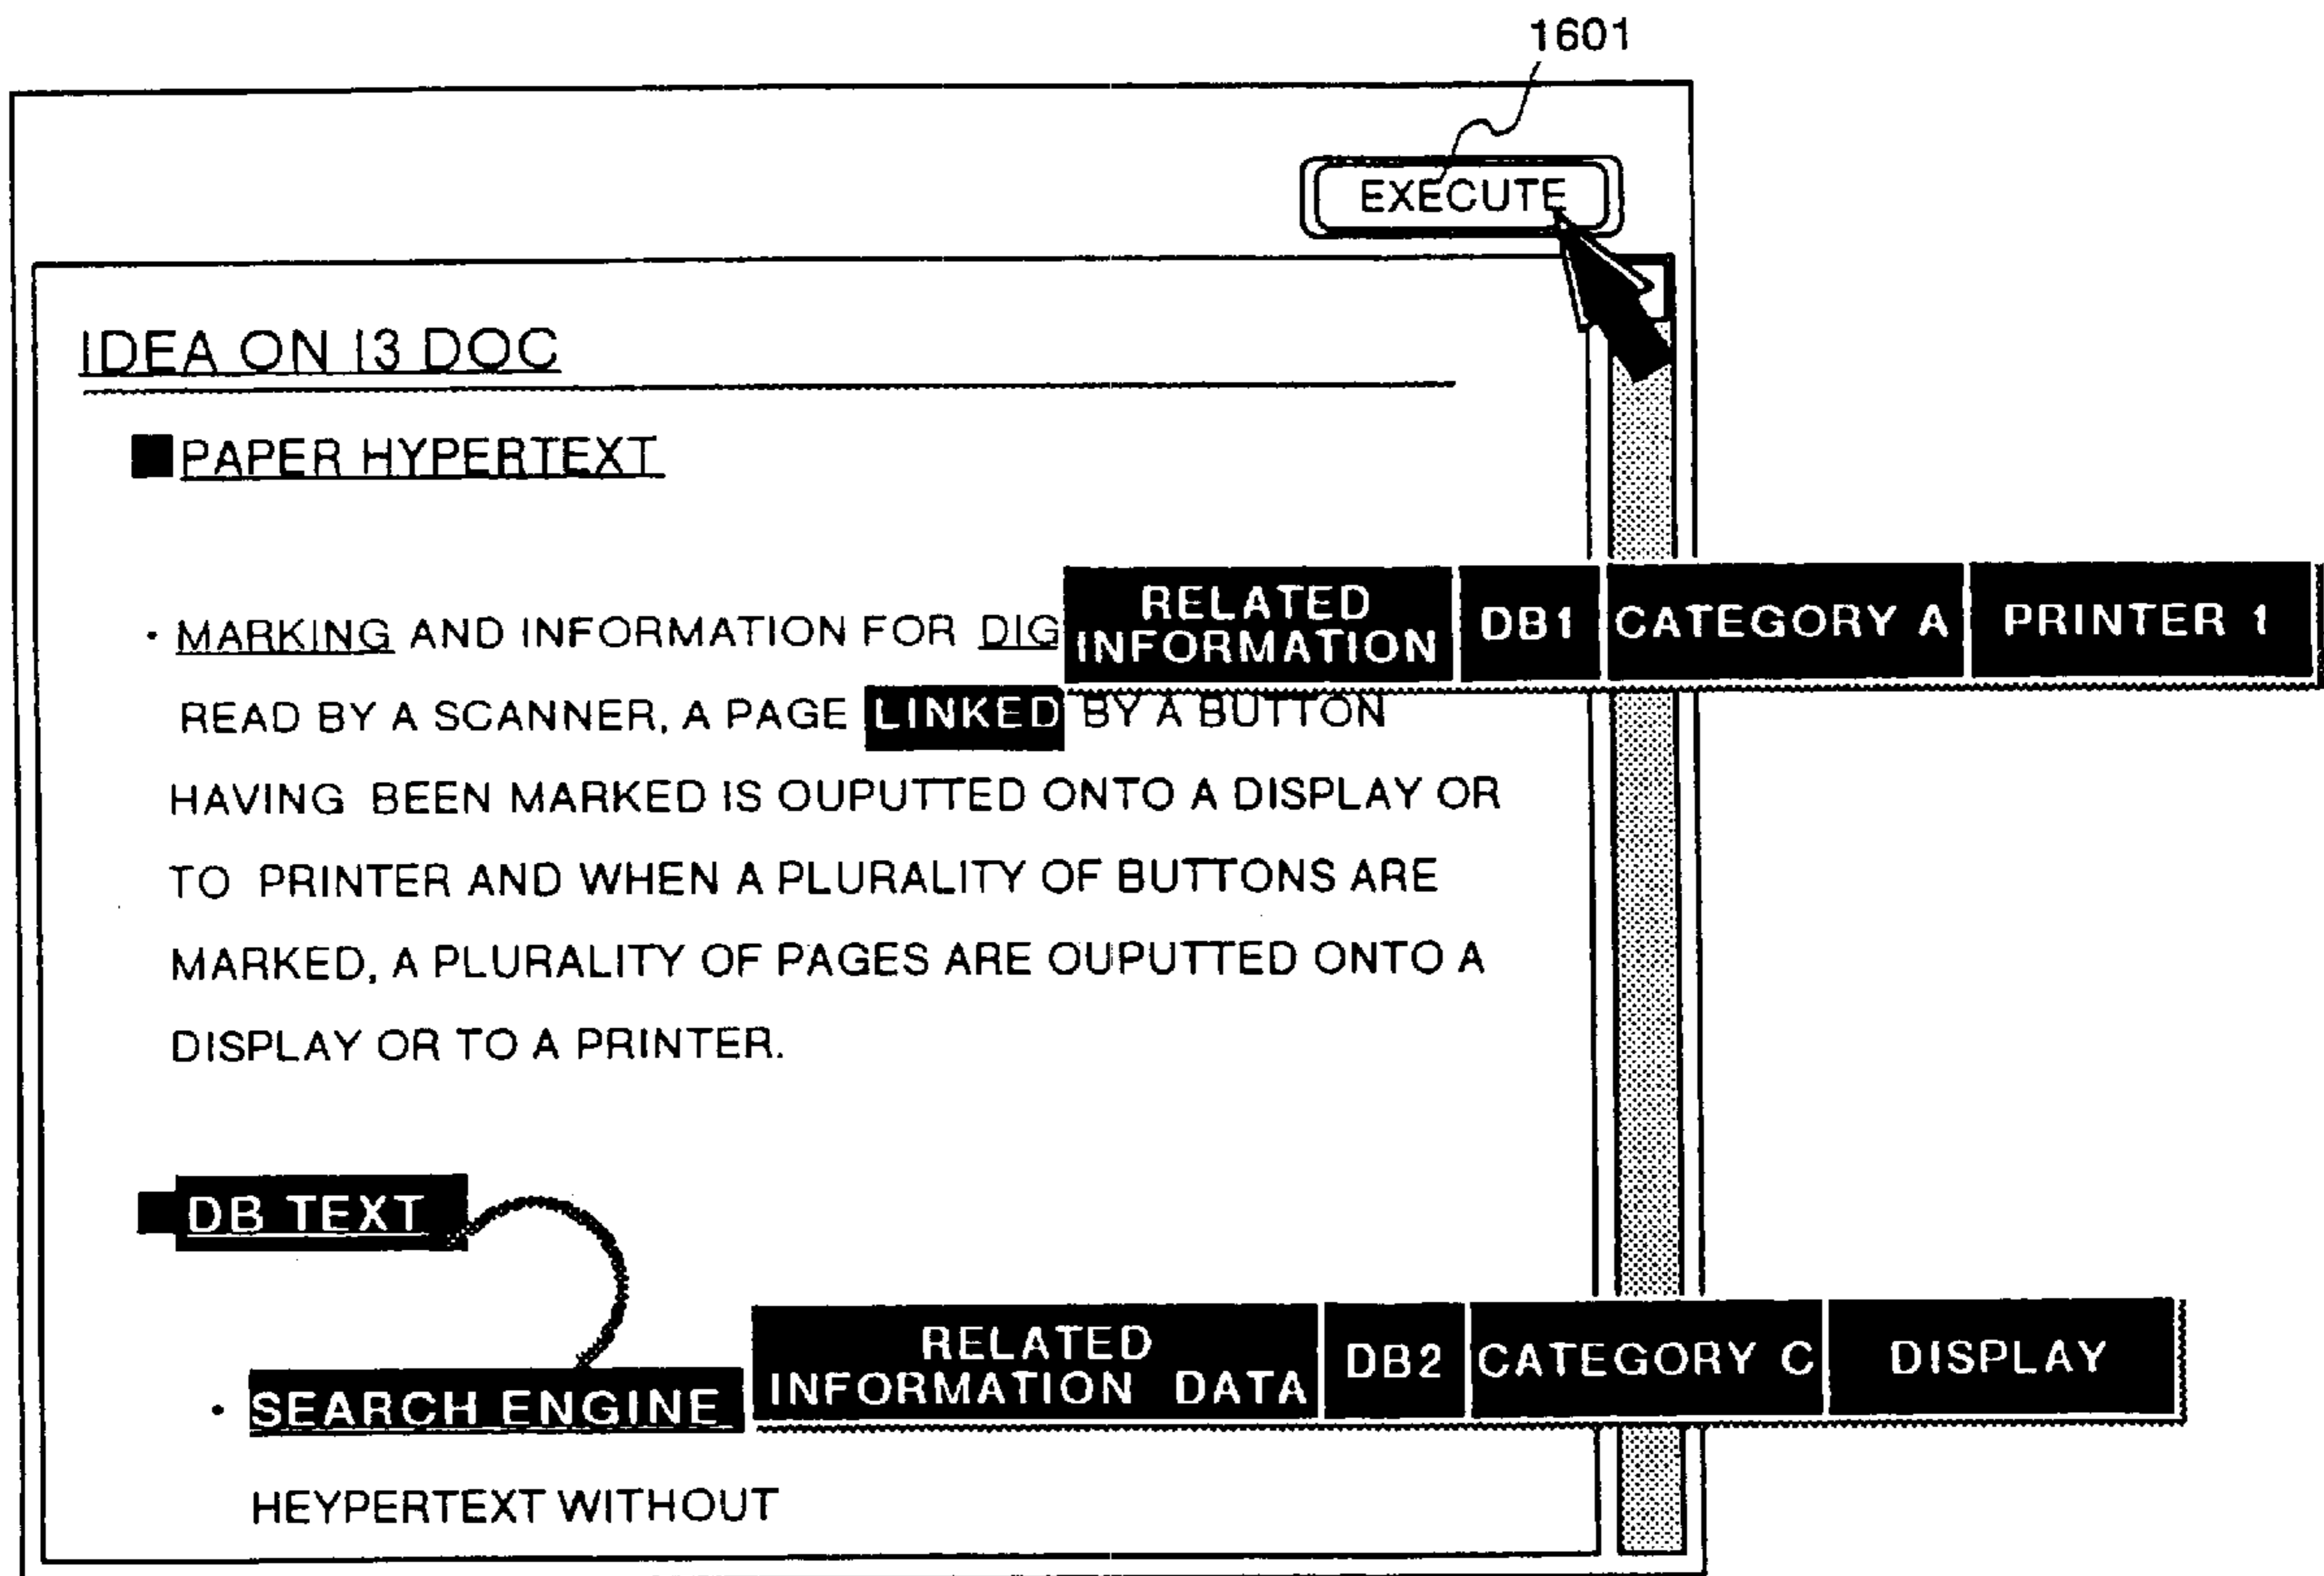 1601
EXECUTE
IDEA ON I3 DOC
PAPER HYPERTEXT
• MARKING AND INFORMATION FOR DIG
RELATED
INFORMATION
DB1
CATEGORY A
PRINTER 1
READ BY A SCANNER, A PAGE LINKED BY A BUTTON
HAVING BEEN MARKED IS OUPUTTED ONTO A DISPLAY OR
TO PRINTER AND WHEN A PLURALITY OF BUTTONS ARE
MARKED, A PLURALITY OF PAGES ARE OUPUTTED ONTO A
DISPLAY OR TO A PRINTER.
DB TEXT
• SEARCH ENGINE
RELATED
INFORMATION DATA
DB2
CATEGORY C
DISPLAY
HEYPERTEXT WITHOUT